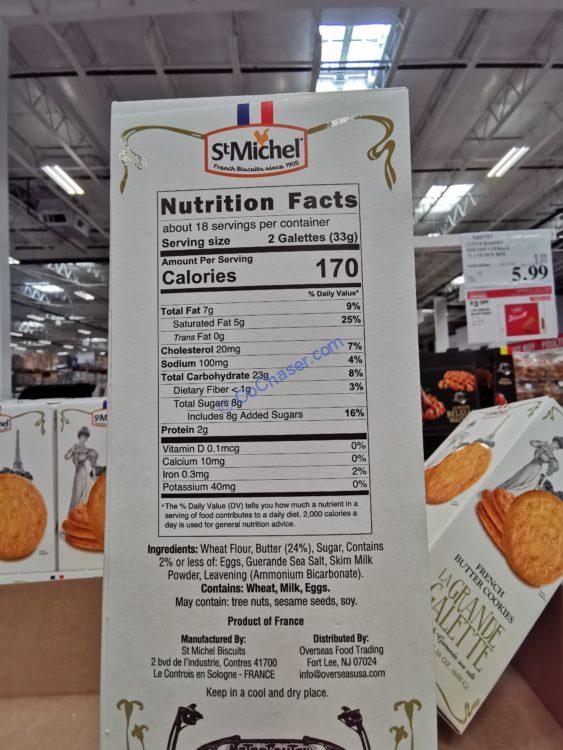 St Michel
French Biscuits since 1905
Nutrition Facts
about 18 servings per container
Serving size 2 Galettes (33g)
Amount Per Serving
Calories 170
% Daily Value*
Total Fat 7g 9%
Saturated Fat 5g 25%
Trans Fat 0g
Cholesterol 20mg 7%
Sodium 100mg 4%
Total Carbohydrate 23g 8%
Dietary Fiber < 1g 3%
Total Sugars 8g
Includes 8g Added Sugars 16%
Protein 2g
Vitamin D 0.1mcg 0%
Calcium 10mg 0%
Iron 0.3mg 2%
Potassium 40mg 0%
*The % Daily Value (DV) tells you how much a nutrient in a
serving of food contributes to a daily diet. 2,000 calories a
day is used for general nutrition advice.
Ingredients: Wheat Flour, Butter (24%), Sugar, Contains
2% or less of: Eggs, Guerande Sea Salt, Skim Milk
Powder, Leavening (Ammonium Bicarbonate).
Contains: Wheat, Milk, Eggs.
May contain: tree nuts, sesame seeds, soy.
Product of France
Manufactured By:
St Michel Biscuits
2 bvd de l'industrie, Contres 41700
Le Controis en Sologne - FRANCE
Distributed By:
Overseas Food Trading
Fort Lee, NJ 07024
info@overseasusa.com
Keep in a cool and dry place.
CoChaser.com
5.99
FRENCH
BUTTER COOKIES
LA GRANDE
GALETTE